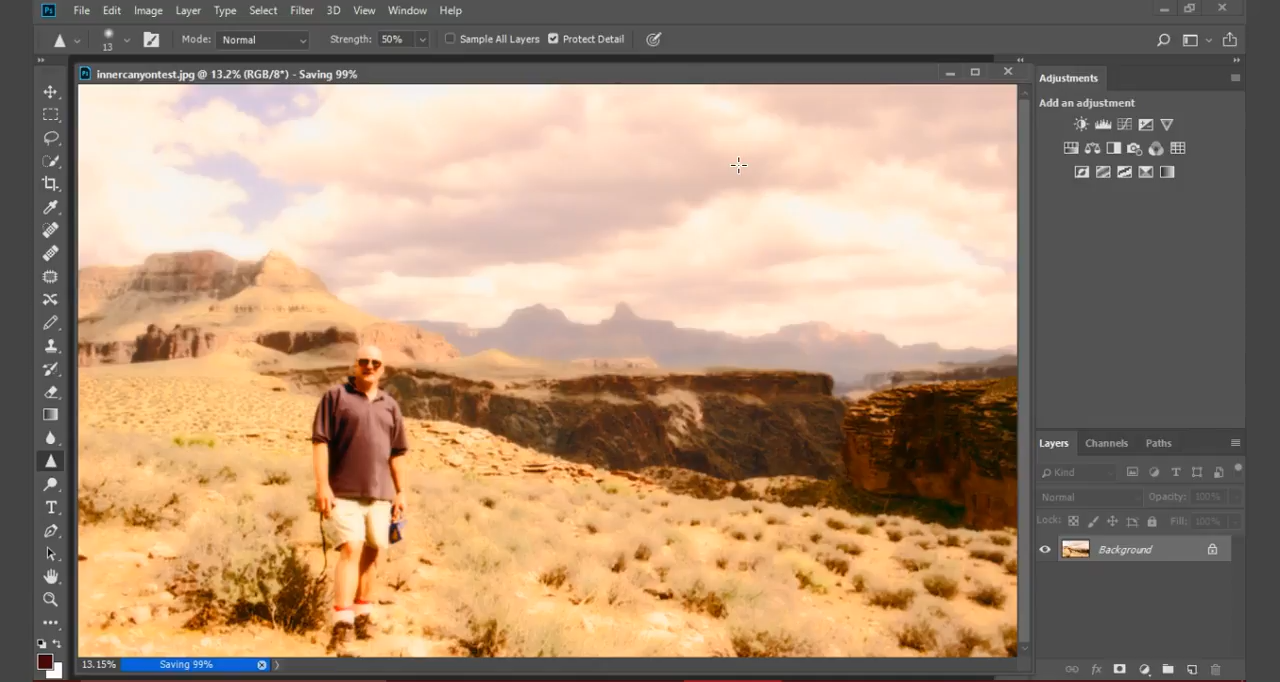 Ps File Edit Image Layer Type Select Filter 3D View Window Help
13 Mode: Normal Strength: 50% Sample All Layers Protect Detail
Ps innercanyontest.jpg @ 13.2% (RGB/8*) - Saving 99%
Adjustments
Add an adjustment
Layers Channels Paths
Kind
Normal Opacity: 100%
Lock: Fill: 100%
Background
fx
13.15% Saving 99%